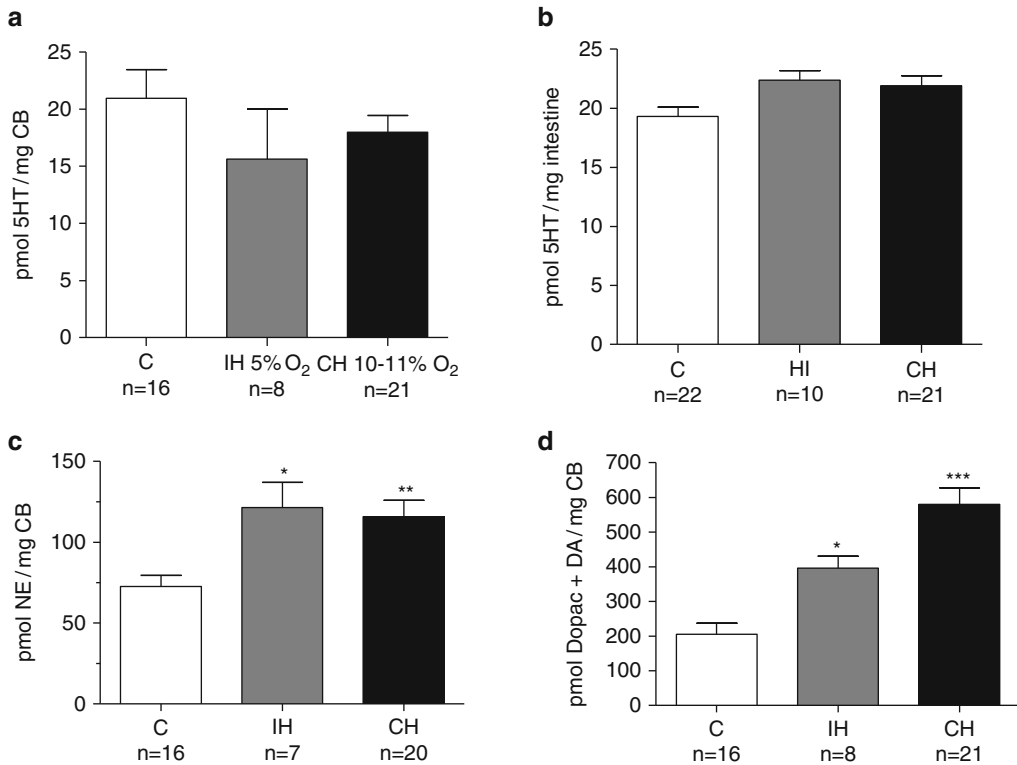 a
pmol 5HT/mg CB
25
20
15
10
5
0
C
n=16
IH 5% O₂
n=8
CH 10-11% O₂
n=21
b
pmol 5HT/mg intestine
25
20
15
10
5
0
C
n=22
HI
n=10
CH
n=21
c
pmol NE/mg CB
150
100
50
0
*
**
C
n=16
IH
n=7
CH
n=20
d
pmol Dopac + DA/mg CB
700
600
500
400
300
200
100
0
*
***
C
n=16
IH
n=8
CH
n=21